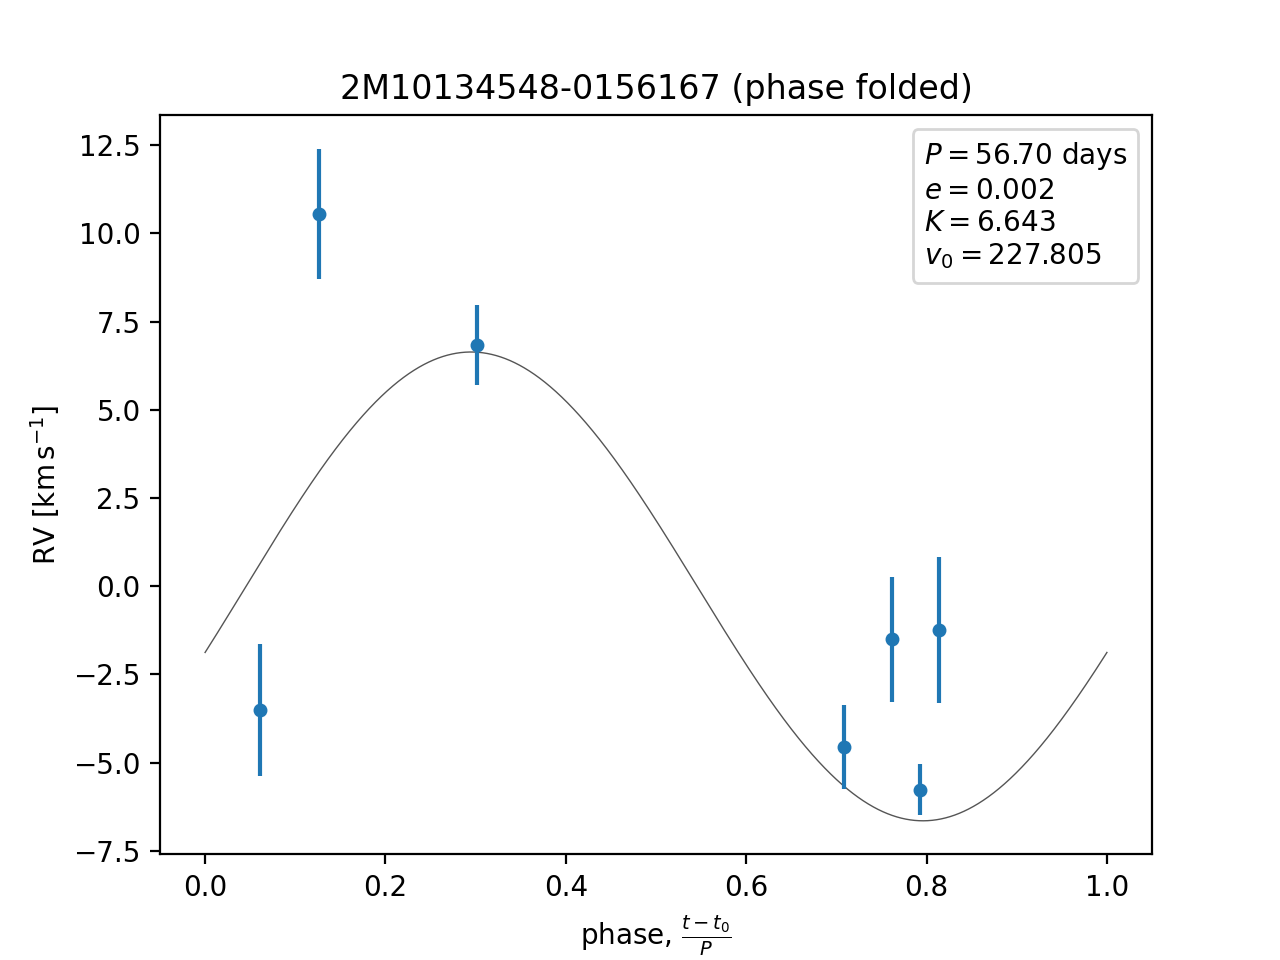 2M10134548-0156167 (phase folded)
P = 56.70 days
e = 0.002
K = 6.643
v₀ = 227.805
12.5
10.0
7.5
5.0
2.5
0.0
−2.5
−5.0
−7.5
RV [km s⁻¹]
0.0 0.2 0.4 0.6 0.8 1.0
phase, (t − t₀)/P